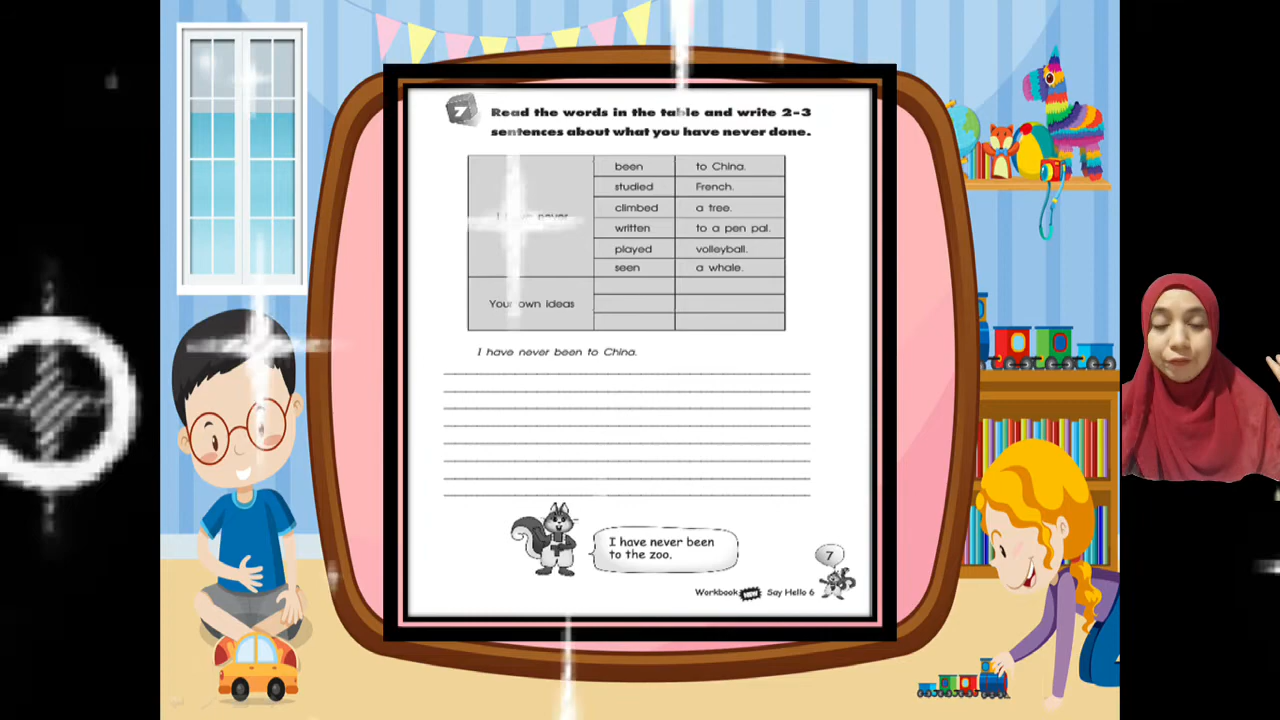 7
Read the words in the table and write 2-3
sentences about what you have never done.
been to China.
studied French.
climbed a tree.
I never
written to a pen pal.
played volleyball.
seen a whale.
Your own ideas
I have never been to China.
I have never been
to the zoo.
7
Workbook NEW Say Hello 6